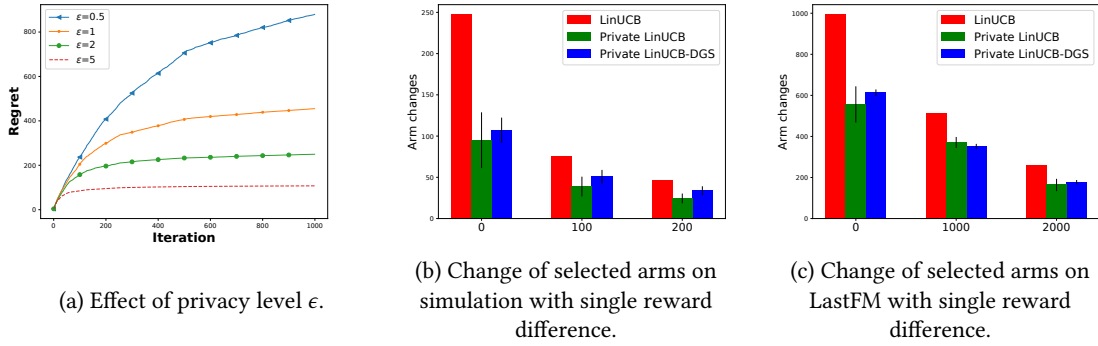 ε=0.5
ε=1
ε=2
ε=5
800
600
400
200
0
Regret
0
200
400
600
800
1000
Iteration
(a) Effect of privacy level ϵ.
LinUCB
Private LinUCB
Private LinUCB-DGS
250
200
150
100
50
0
Arm changes
0
100
200
(b) Change of selected arms on
simulation with single reward
difference.
LinUCB
Private LinUCB
Private LinUCB-DGS
1000
800
600
400
200
0
Arm changes
0
1000
2000
(c) Change of selected arms on
LastFM with single reward
difference.